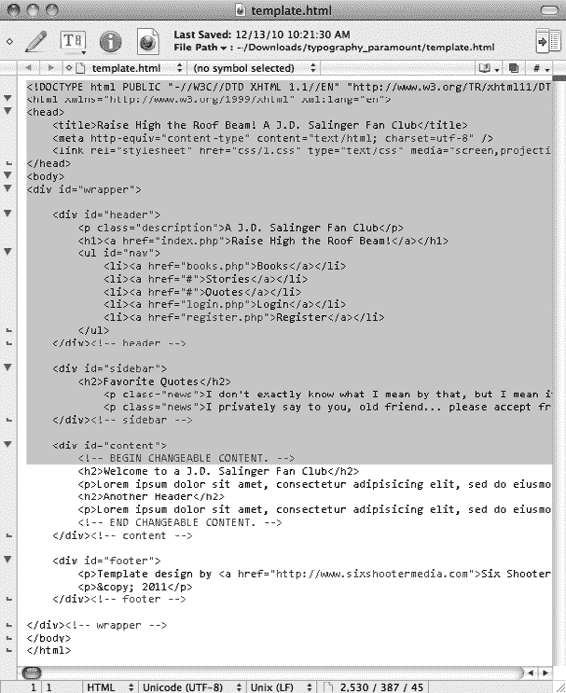 template.html
Last Saved: 12/13/10 10:21:30 AM
File Path ▾ : ~/Downloads/typography_paramount/template.html
template.html (no symbol selected) #
<!DOCTYPE html PUBLIC "-//W3C//DTD XHTML 1.1//EN" "http://www.w3.org/TR/xhtml11/DT
<html xmlns="http://www.w3.org/1999/xhtml" xml:lang="en">
<head>
<title>Raise High the Roof Beam! A J.D. Salinger Fan Club</title>
<meta http-equiv="content-type" content="text/html; charset=utf-8" />
<link rel="stylesheet" href="css/1.css" type="text/css" media="screen,projecti
</head>
<body>
<div id="wrapper">
<div id="header">
<p class="description">A J.D. Salinger Fan Club</p>
<h1><a href="index.php">Raise High the Roof Beam!</a></h1>
<ul id="nav">
<li><a href="books.php">Books</a></li>
<li><a href="#">Stories</a></li>
<li><a href="#">Quotes</a></li>
<li><a href="login.php">Login</a></li>
<li><a href="register.php">Register</a></li>
</ul>
</div><!-- header -->
<div id="sidebar">
<h2>Favorite Quotes</h2>
<p class="news">I don't exactly know what I mean by that, but I mean i
<p class="news">I privately say to you, old friend... please accept fr
</div><!-- sidebar -->
<div id="content">
<!-- BEGIN CHANGEABLE CONTENT. -->
<h2>Welcome to a J.D. Salinger Fan Club</h2>
<p>Lorem ipsum dolor sit amet, consectetur adipisicing elit, sed do eiusmo
<h2>Another Header</h2>
<p>Lorem ipsum dolor sit amet, consectetur adipisicing elit, sed do eiusmo
<!-- END CHANGEABLE CONTENT. -->
</div><!-- content -->
<div id="footer">
<p>Template design by <a href="http://www.sixshootermedia.com">Six Shooter
<p>&copy; 2011</p>
</div><!-- footer -->
</div><!-- wrapper -->
</body>
</html>
1 1 HTML Unicode (UTF-8) Unix (LF) 2,530 / 387 / 45